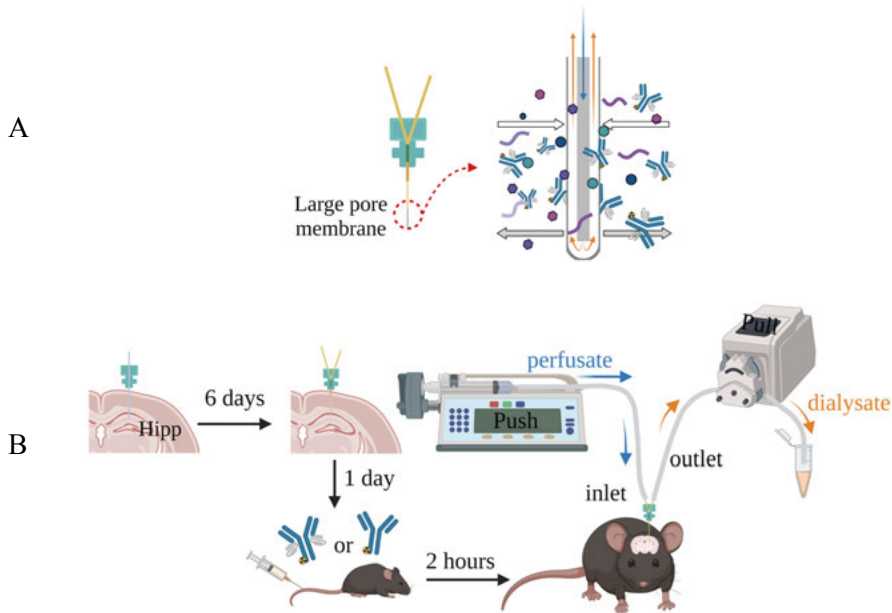 A
Large pore
membrane
B
Hipp
6 days
1 day
or
2 hours
perfusate
Push
inlet
outlet
Pull
dialysate